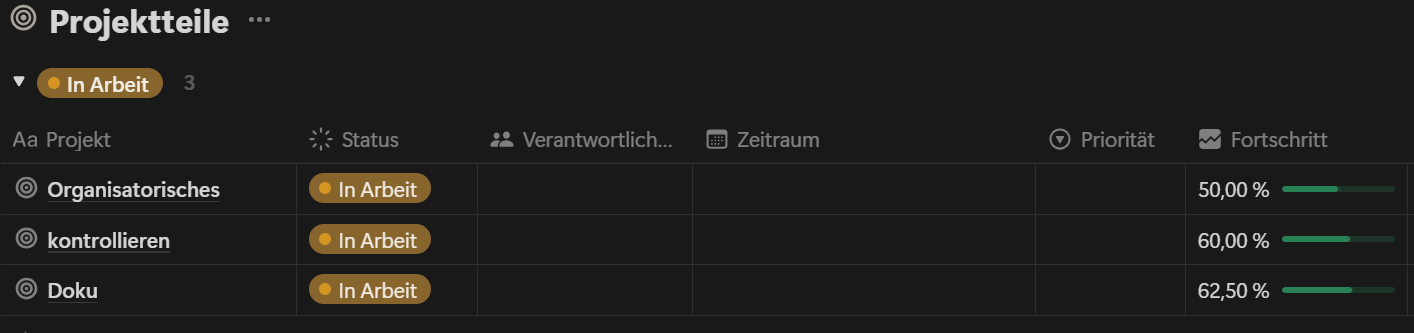 Projektteile ...
In Arbeit 3
Aa Projekt Status Verantwortlich... Zeitraum Priorität Fortschritt
Organisatorisches In Arbeit 50,00 %
kontrollieren In Arbeit 60,00 %
Doku In Arbeit 62,50 %